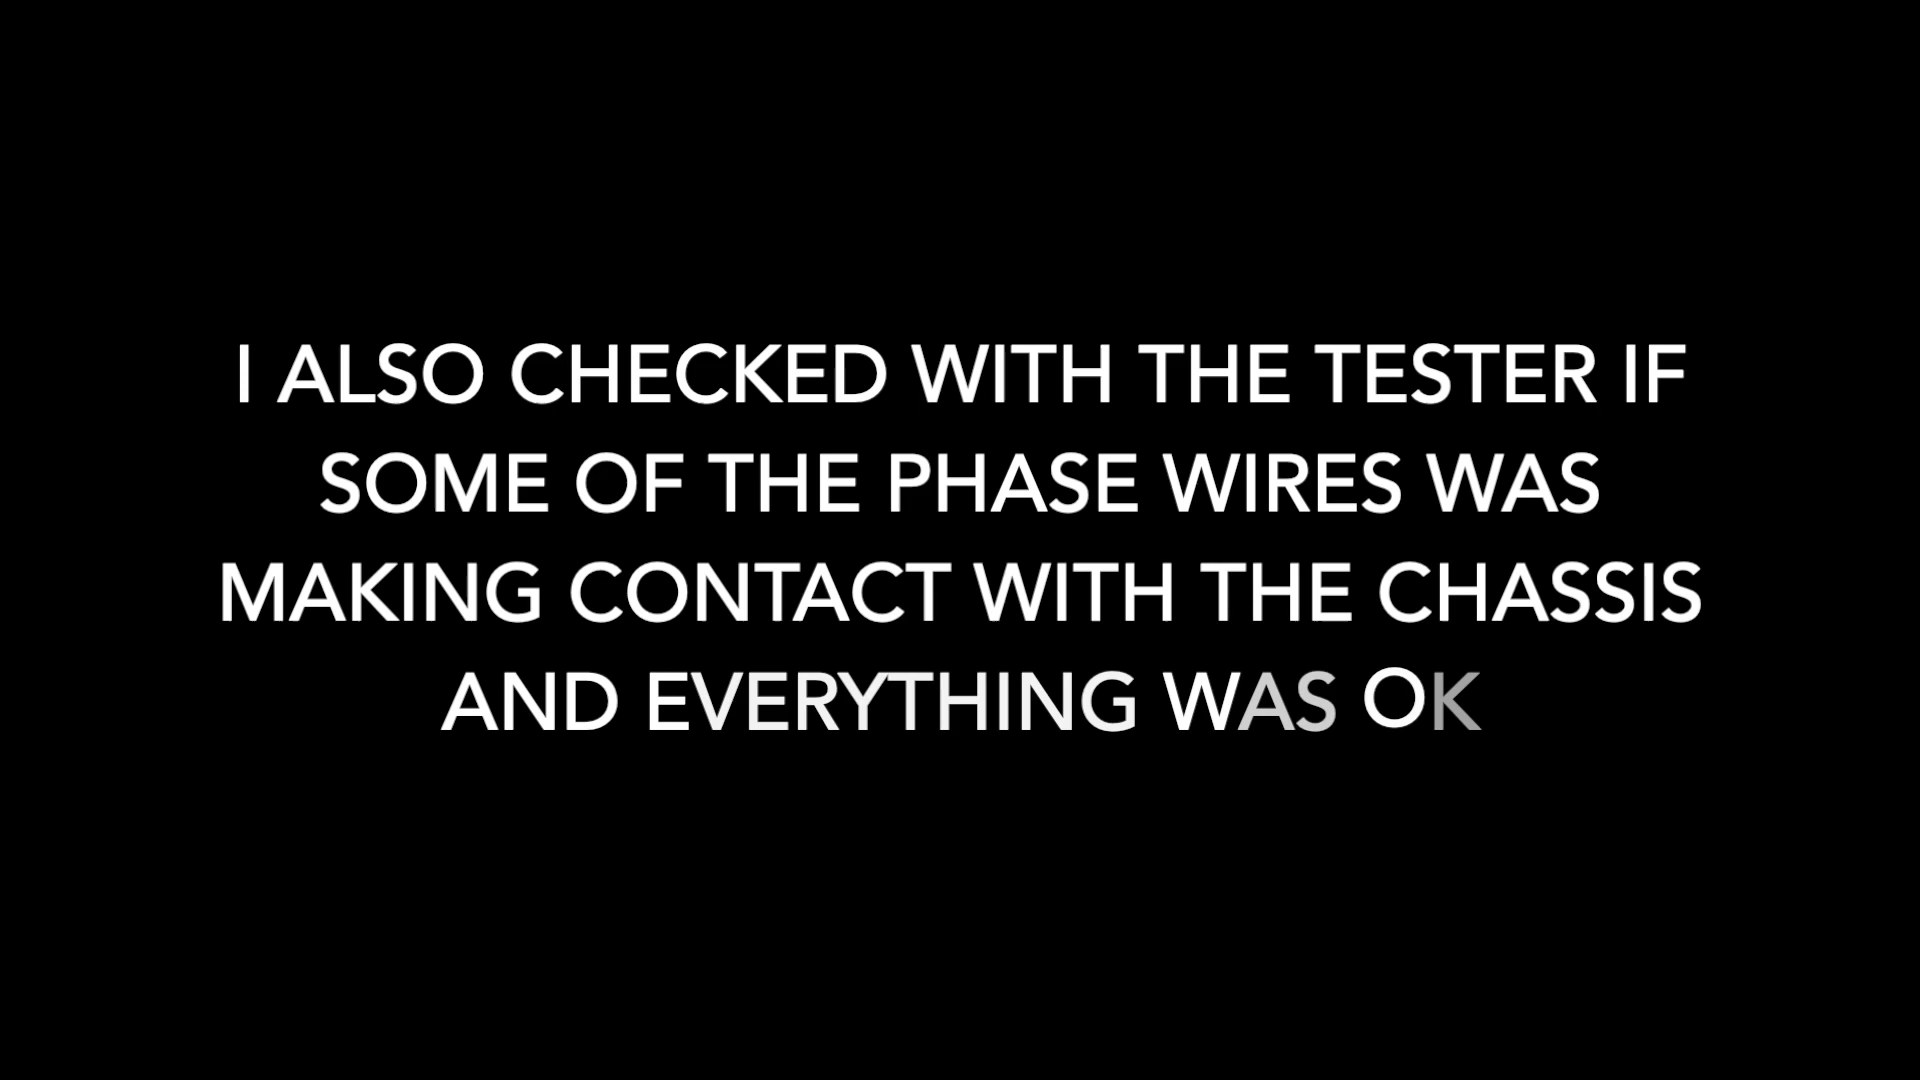 I ALSO CHECKED WITH THE TESTER IF
SOME OF THE PHASE WIRES WAS
MAKING CONTACT WITH THE CHASSIS
AND EVERYTHING WAS OK